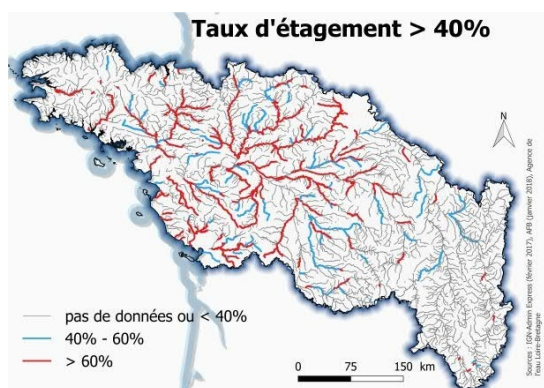 Taux d'étagement > 40%
N
pas de données ou < 40%
40% - 60%
> 60%
0 75 150 km
Sources : IGN-Admin Express (février 2017), AFB (janvier 2018), Agence de
l'eau Loire-Bretagne